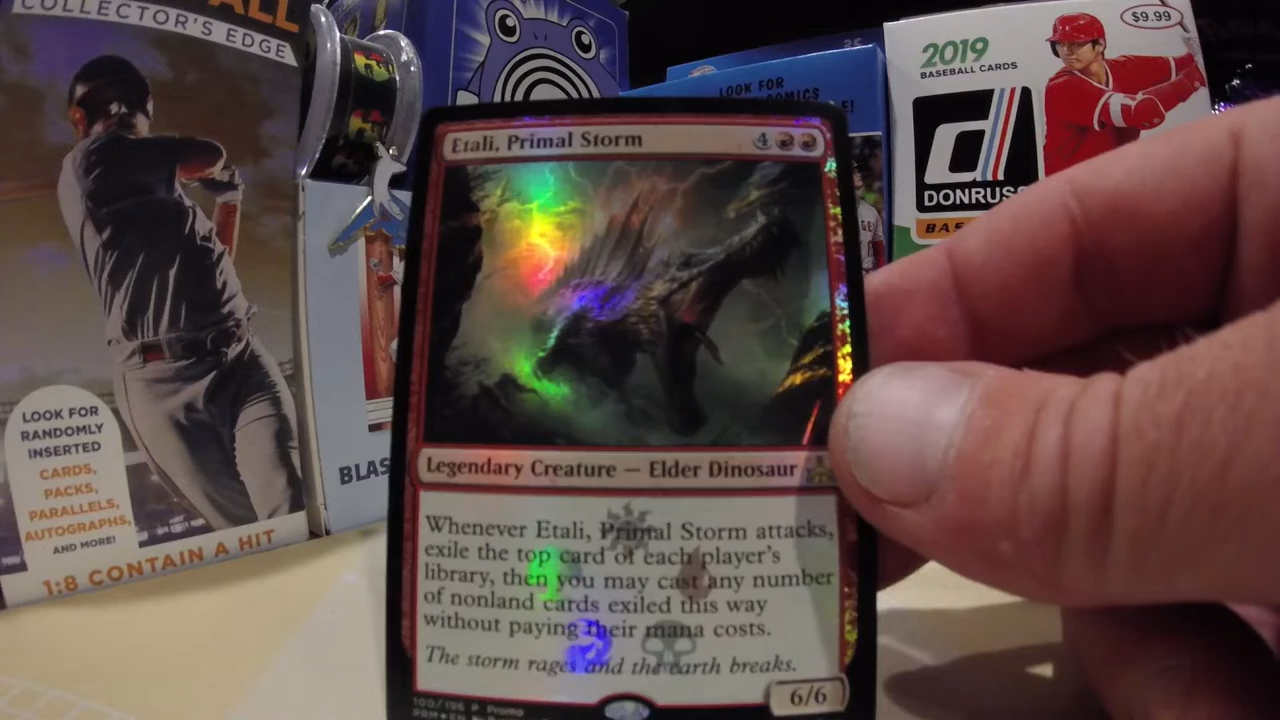 ALL
COLLECTOR'S EDGE
LOOK FOR
RANDOMLY
INSERTED
CARDS,
PACKS,
PARALLELS,
AUTOGRAPHS,
AND MORE!
1:8 CONTAIN A HIT
BLAS
LOOK FOR
COMICS
E!
2019
BASEBALL CARDS
$9.99
d
DONRUSS
BAS
Etali, Primal Storm
4
Legendary Creature — Elder Dinosaur
Whenever Etali, Primal Storm attacks,
exile the top card of each player's
library, then you may cast any number
of nonland cards exiled this way
without paying their mana costs.
The storm rages and the earth breaks.
6/6
100/196 P Promo